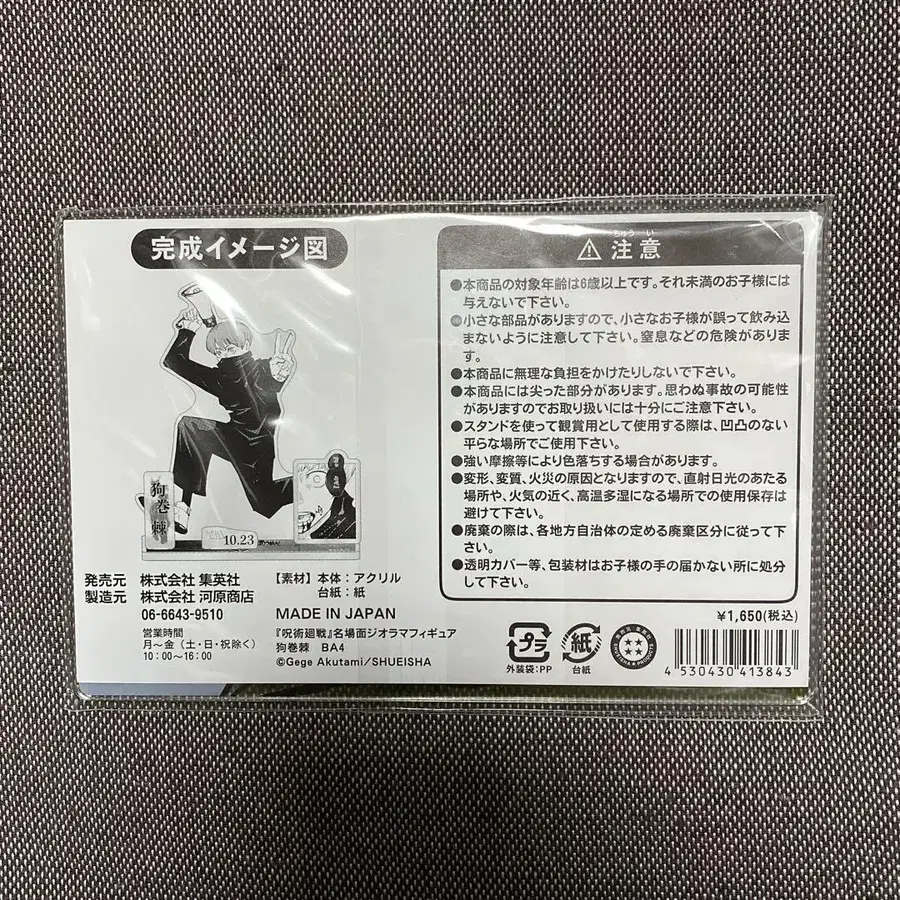 完成イメージ図
狗巻棘
10.23
発売元 株式会社 集英社
製造元 株式会社 河原商店
06-6643-9510
営業時間
月〜金(土・日・祝除く)
10:00〜16:00
【素材】本体:アクリル
台紙:紙
MADE IN JAPAN
『呪術廻戦』名場面ジオラマフィギュア
狗巻棘 BA4
©Gege Akutami/SHUEISHA
ちゅうい
⚠注意
●本商品の対象年齢は6歳以上です。それ未満のお子様には
与えないで下さい。
●小さな部品がありますので、小さなお子様が誤って飲み込
まないように注意して下さい。窒息などの危険がありま
す。
●本商品に無理な負担をかけたりしないで下さい。
●本商品には尖った部分があります。思わぬ事故の可能性
がありますのでお取り扱いには十分にご注意下さい。
●スタンドを使って観賞用として使用する際は、凹凸のない
平らな場所でご使用下さい。
●強い摩擦等により色落ちする場合があります。
●変形、変質、火災の原因となりますので、直射日光のあたる
場所や、火気の近く、高温多湿になる場所での使用保存は
避けて下さい。
●廃棄の際は、各地方自治体の定める廃棄区分に従って下
さい。
●透明カバー等、包装材はお子様の手の届かない所に処分
して下さい。
¥1,650(税込)
プラ
外装袋:PP
紙
台紙
4 530430 413843